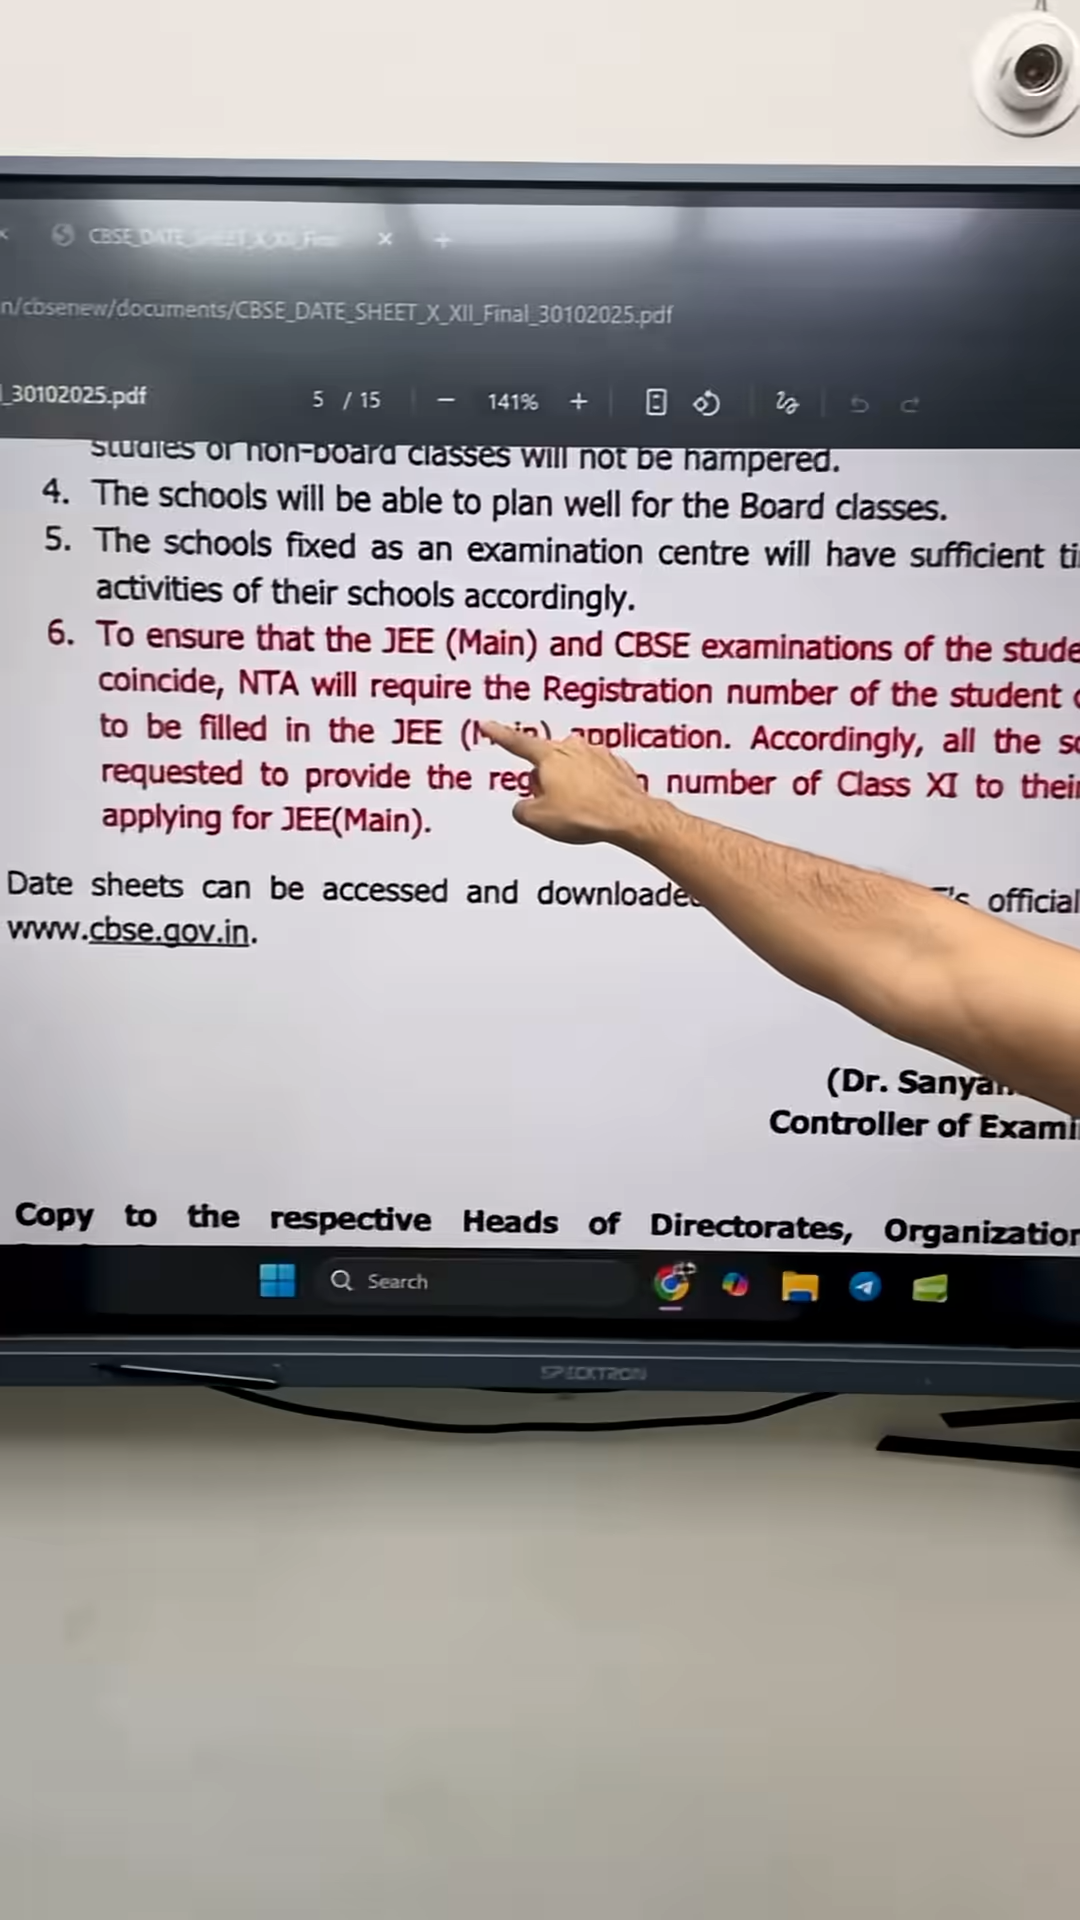 CBSE_DATE_SHEET_X_XII_Final
n/cbsenew/documents/CBSE_DATE_SHEET_X_XII_Final_30102025.pdf
_30102025.pdf 5 / 15 141%
studies of non-board classes will not be hampered.
4. The schools will be able to plan well for the Board classes.
5. The schools fixed as an examination centre will have sufficient
activities of their schools accordingly.
6. To ensure that the JEE (Main) and CBSE examinations of the
coincide, NTA will require the Registration number of the student
to be filled in the JEE application. Accordingly, all the
requested to provide the number of Class XI to
applying for JEE(Main).
Date sheets can be accessed and official
www.cbse.gov.in.
(Dr.
Controller of
Copy to the respective Heads of Directorates,
Search
SPECKTRON